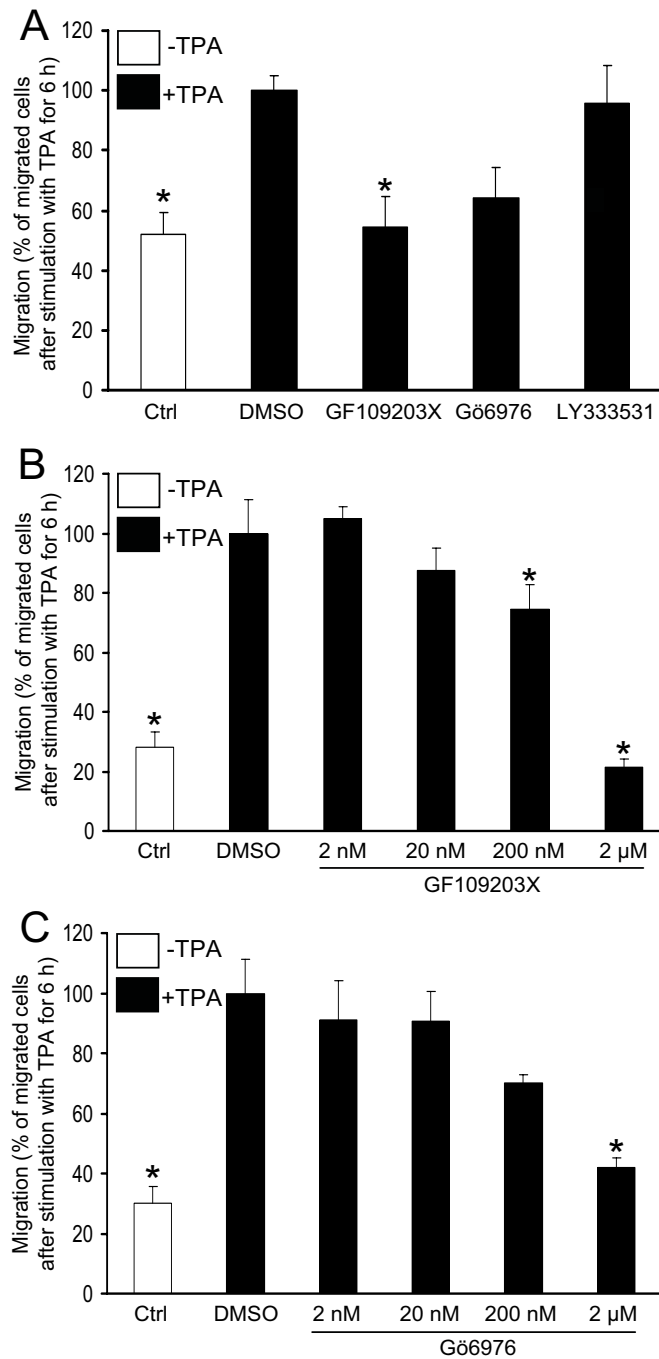 A
-TPA
+TPA
Migration (% of migrated cells
after stimulation with TPA for 6 h)
120
100
80
60
40
20
0
*
*
Ctrl DMSO GF109203X Gö6976 LY333531
B
-TPA
+TPA
Migration (% of migrated cells
after stimulation with TPA for 6 h)
120
100
80
60
40
20
0
*
*
*
Ctrl DMSO 2 nM 20 nM 200 nM 2 µM
GF109203X
C
-TPA
+TPA
Migration (% of migrated cells
after stimulation with TPA for 6 h)
120
100
80
60
40
20
0
*
*
Ctrl DMSO 2 nM 20 nM 200 nM 2 µM
Gö6976